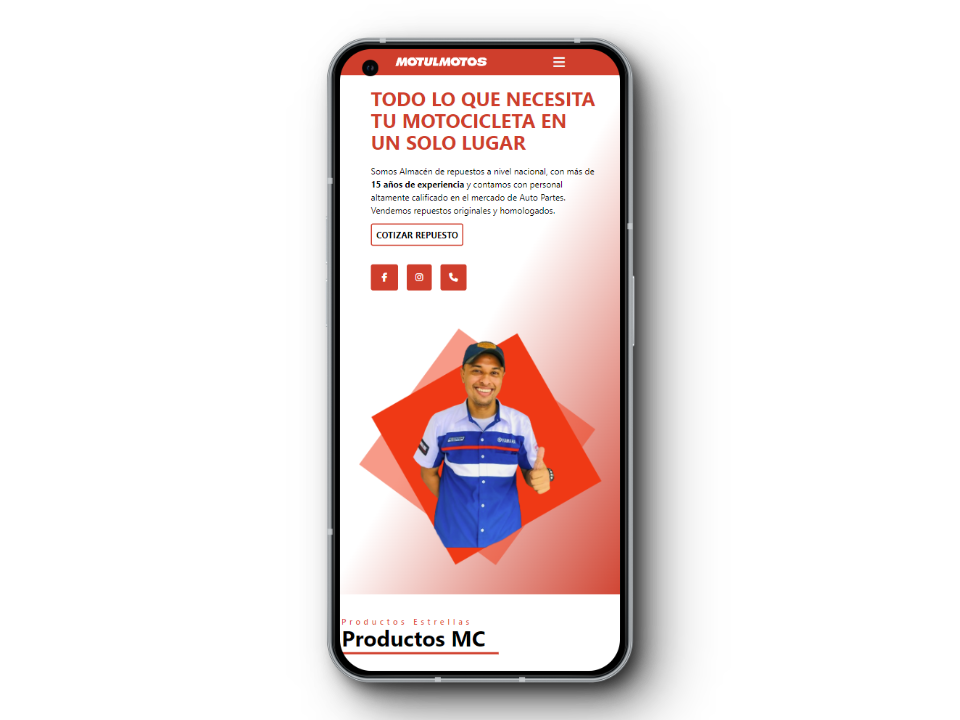 MOTULMOTOS
TODO LO QUE NECESITA
TU MOTOCICLETA EN
UN SOLO LUGAR
Somos Almacén de repuestos a nivel nacional, con más de
15 años de experiencia y contamos con personal
altamente calificado en el mercado de Auto Partes.
Vendemos repuestos originales y homologados.
COTIZAR REPUESTO
Productos Estrellas
Productos MC